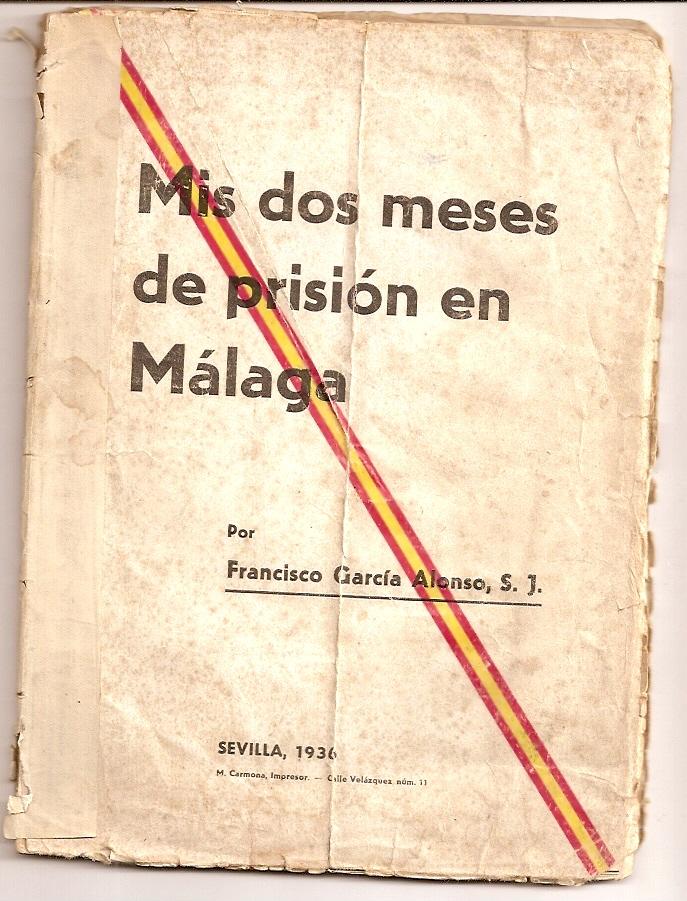 Mis dos meses
de prisión en
Málaga
Por
Francisco García Alonso, S. J.
SEVILLA, 1936
M. Carmona, Impresor. — Calle Velázquez núm. 11